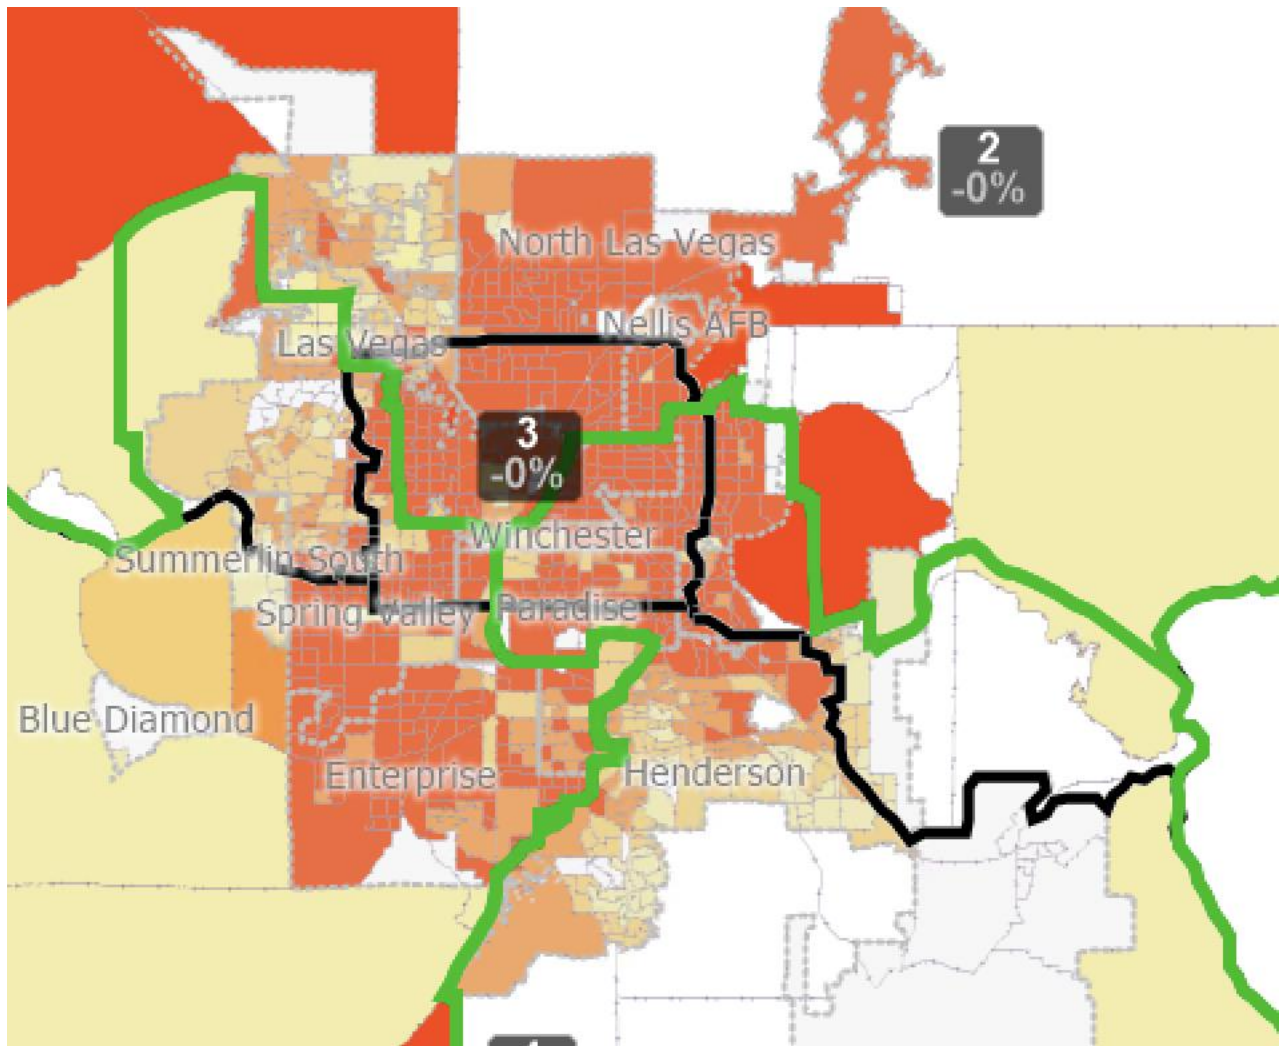 2
-0%
North Las Vegas
Nellis AFB
Las Vegas
3
-0%
Winchester
Summerlin South
Spring Valley
Paradise
Blue Diamond
Enterprise
Henderson